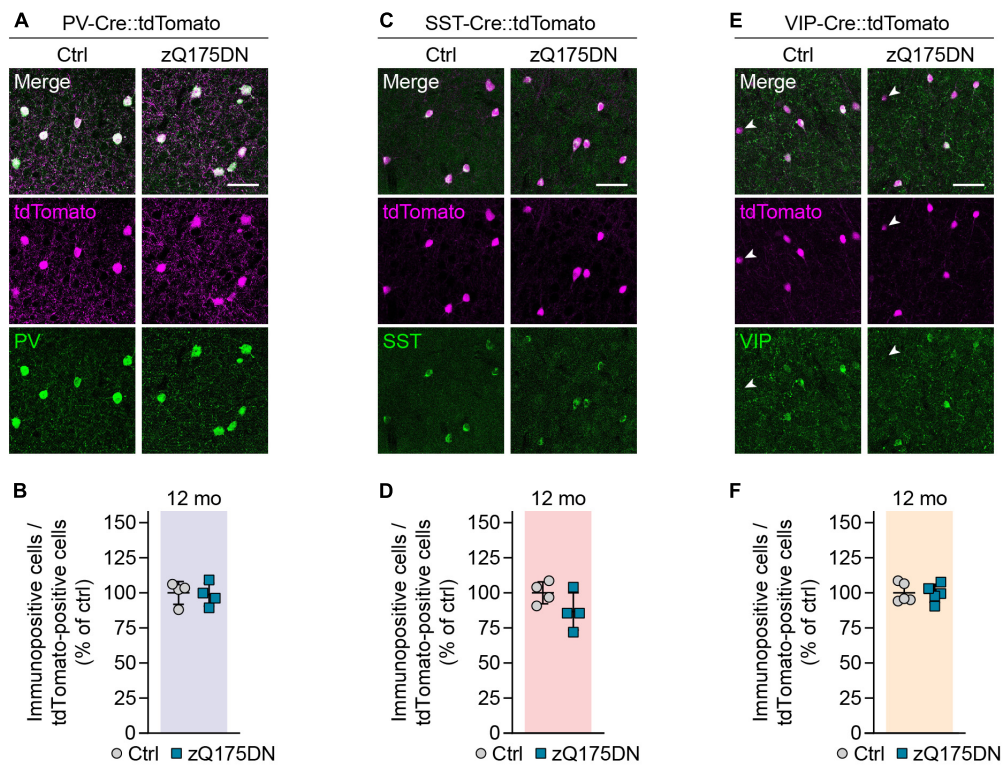 A PV-Cre::tdTomato
Ctrl zQ175DN
Merge
tdTomato
PV
C SST-Cre::tdTomato
Ctrl zQ175DN
Merge
tdTomato
SST
E VIP-Cre::tdTomato
Ctrl zQ175DN
Merge
tdTomato
VIP
B
12 mo
Immunopositive cells /
tdTomato-positive cells
(% of ctrl)
150
125
100
75
50
25
0
Ctrl zQ175DN
D
12 mo
Immunopositive cells /
tdTomato-positive cells
(% of ctrl)
150
125
100
75
50
25
0
Ctrl zQ175DN
F
12 mo
Immunopositive cells /
tdTomato-positive cells
(% of ctrl)
150
125
100
75
50
25
0
Ctrl zQ175DN